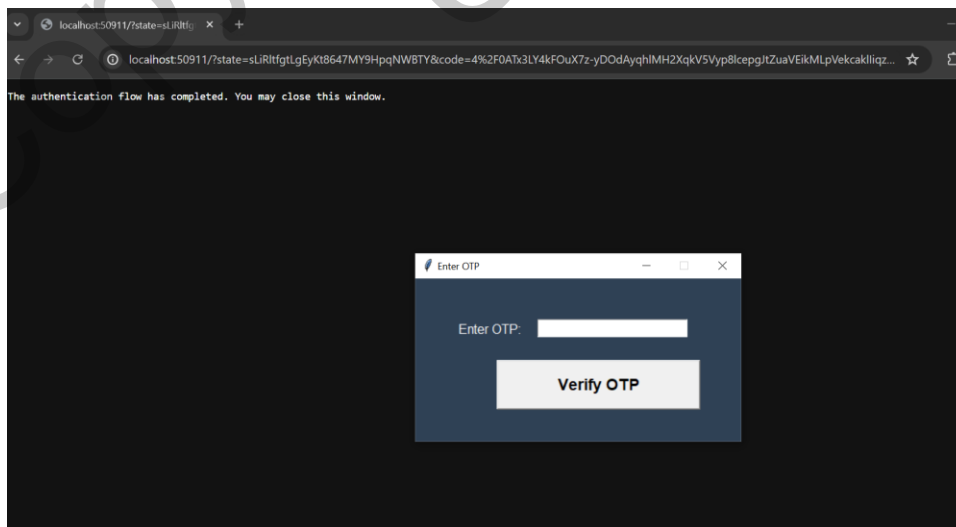 localhost:50911/?state=sLiRltfg
localhost:50911/?state=sLiRltfgtLgEyKt8647MY9HpqNWBTY&code=4%2F0ATx3LY4kFOuX7z-yDOdAyqhlMH2XqkV5Vyp8lcepgJtZuaVEikMLpVekcaklliqz...
The authentication flow has completed. You may close this window.
Enter OTP
Enter OTP:
Verify OTP